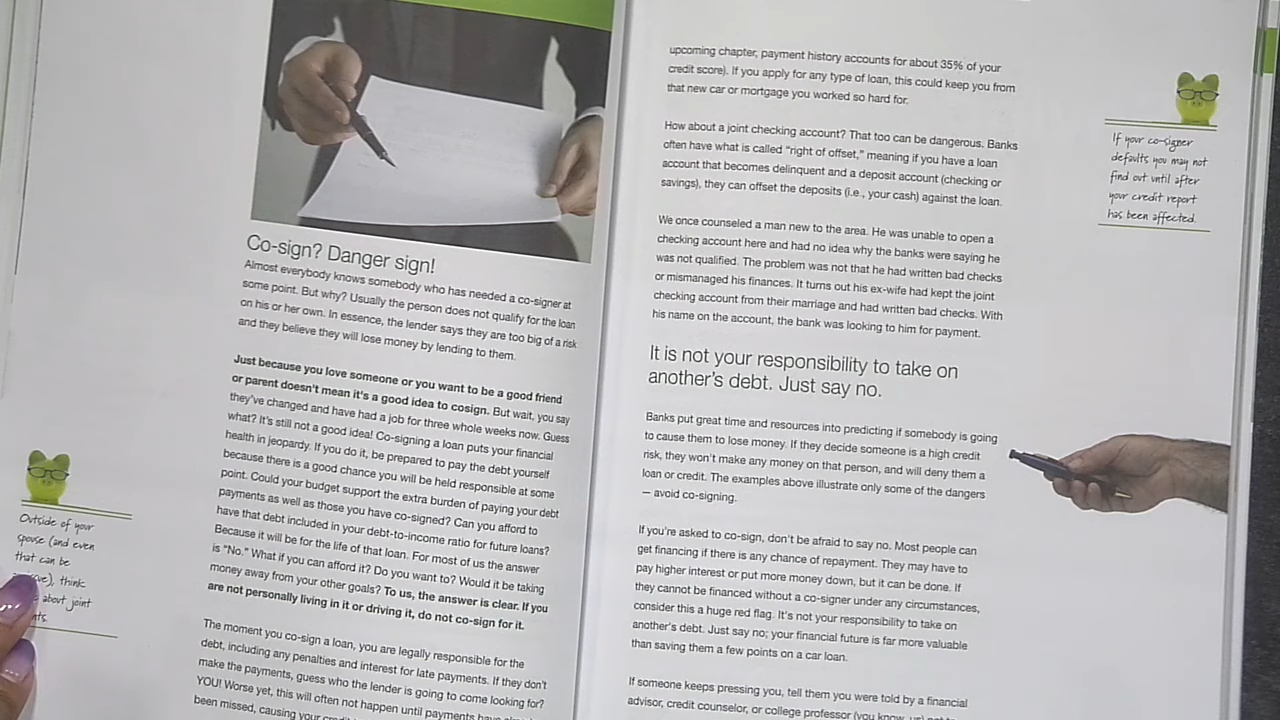 Co-sign? Danger sign!
Almost everybody knows somebody who has needed a co-signer at
some point. But why? Usually the person does not qualify for the loan
on his or her own. In essence, the lender says they are too big of a risk
and they believe they will lose money by lending to them.
Just because you love someone or you want to be a good friend
or parent doesn't mean it's a good idea to cosign. But wait, you say
they've changed and have had a job for three whole weeks now. Guess
what? It's still not a good idea! Co-signing a loan puts your financial
health in jeopardy. If you do it, be prepared to pay the debt yourself
because there is a good chance you will be held responsible at some
point. Could your budget support the extra burden of paying your debt
payments as well as those you have co-signed? Can you afford to
have that debt included in your debt-to-income ratio for future loans?
Because it will be for the life of that loan. For most of us the answer
is "No." What if you can afford it? Do you want to? Would it be taking
money away from your other goals? To us, the answer is clear. If you
are not personally living in it or driving it, do not co-sign for it.
The moment you co-sign a loan, you are legally responsible for the
debt, including any penalties and interest for late payments. If they don't
make the payments, guess who the lender is going to come looking for?
YOU! Worse yet, this will often not happen until payments have
been missed, causing your
Outside of your
spouse (and even
that can be
think
about joint
upcoming chapter, payment history accounts for about 35% of your
credit score). If you apply for any type of loan, this could keep you from
that new car or mortgage you worked so hard for.
How about a joint checking account? That too can be dangerous. Banks
often have what is called "right of offset," meaning if you have a loan
account that becomes delinquent and a deposit account (checking or
savings), they can offset the deposits (i.e., your cash) against the loan.
We once counseled a man new to the area. He was unable to open a
checking account here and had no idea why the banks were saying he
was not qualified. The problem was not that he had written bad checks
or mismanaged his finances. It turns out his ex-wife had kept the joint
checking account from their marriage and had written bad checks. With
his name on the account, the bank was looking to him for payment.
It is not your responsibility to take on
another's debt. Just say no.
Banks put great time and resources into predicting if somebody is going
to cause them to lose money. If they decide someone is a high credit
risk, they won't make any money on that person, and will deny them a
loan or credit. The examples above illustrate only some of the dangers
— avoid co-signing.
If you're asked to co-sign, don't be afraid to say no. Most people can
get financing if there is any chance of repayment. They may have to
pay higher interest or put more money down, but it can be done. If
they cannot be financed without a co-signer under any circumstances,
consider this a huge red flag. It's not your responsibility to take on
another's debt. Just say no; your financial future is far more valuable
than saving them a few points on a car loan.
If someone keeps pressing you, tell them you were told by a financial
advisor, credit counselor, or college professor (you know, us)
If your co-signer
defaults you may not
find out until after
your credit report
has been affected.